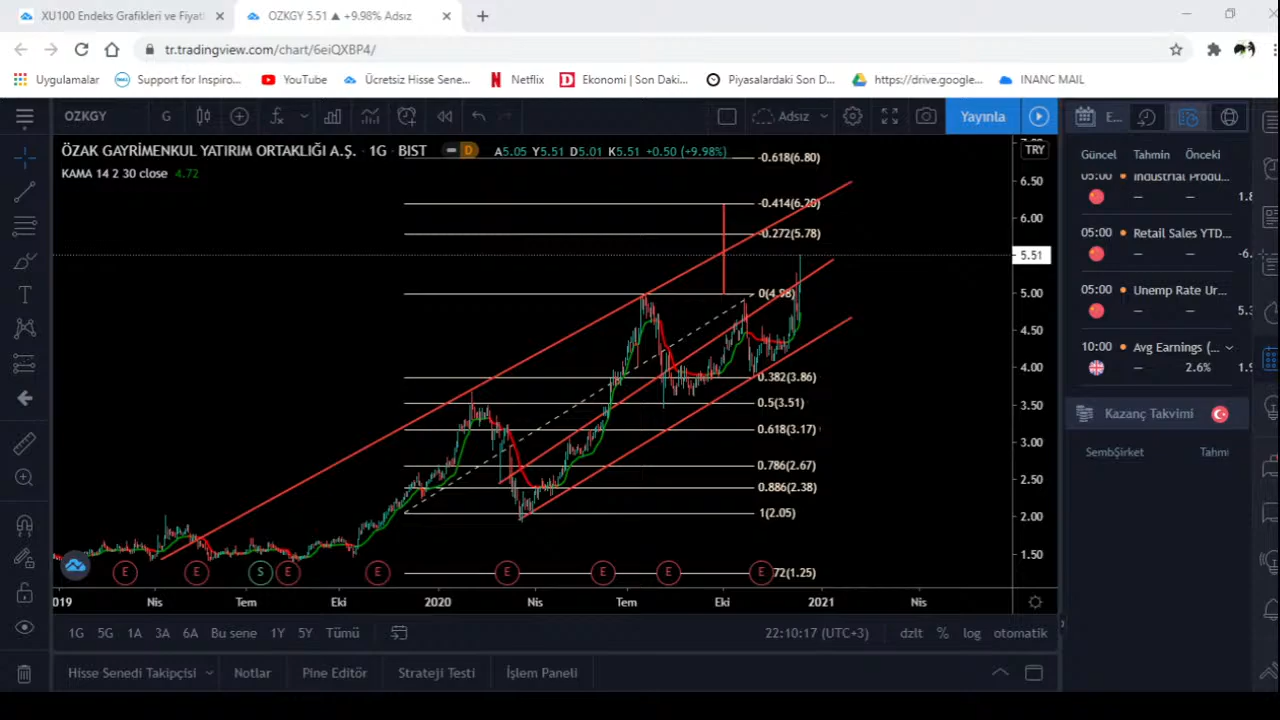 XU100 Endeks Grafikleri ve Fiyatl
OZKGY 5.51 ▲ +9.98% Adsız
tr.tradingview.com/chart/6eiQXBP4/
Uygulamalar
Support for Inspiro...
YouTube
Ücretsiz Hisse Sene...
Netflix
Ekonomi | Son Daki...
Piyasalardaki Son D...
https://drive.google...
INANC MAIL
OZKGY
G
Adsız
Yayınla
E...
ÖZAK GAYRİMENKUL YATIRIM ORTAKLIĞI A.Ş. · 1G · BIST
D
A5.05 Y5.51 D5.01 K5.51 +0.50 (+9.98%)
KAMA 14 2 30 close 4.72
TRY
6.50
6.00
5.51
5.00
4.50
4.00
3.50
3.00
2.50
2.00
1.50
-0.618(6.80)
-0.414(6.20)
-0.272(5.78)
0(4.98)
0.382(3.86)
0.5(3.51)
0.618(3.17)
0.786(2.67)
0.886(2.38)
1(2.05)
72(1.25)
E
E
S
E
E
E
E
E
E
2019
Nis
Tem
Eki
2020
Nis
Tem
Eki
2021
Nis
1G
5G
1A
3A
6A
Bu sene
1Y
5Y
Tümü
22:10:17 (UTC+3)
dzlt
%
log
otomatik
Hisse Senedi Takipçisi
Notlar
Pine Editör
Strateji Testi
İşlem Paneli
Güncel
Tahmin
Önceki
05:00
Industrial Produ...
—
—
1.8
05:00
Retail Sales YTD...
—
—
-6.
05:00
Unemp Rate Ur...
—
—
5.3
10:00
Avg Earnings (...
—
2.6%
1.9
Kazanç Takvimi
SembŞirket
Tahmi